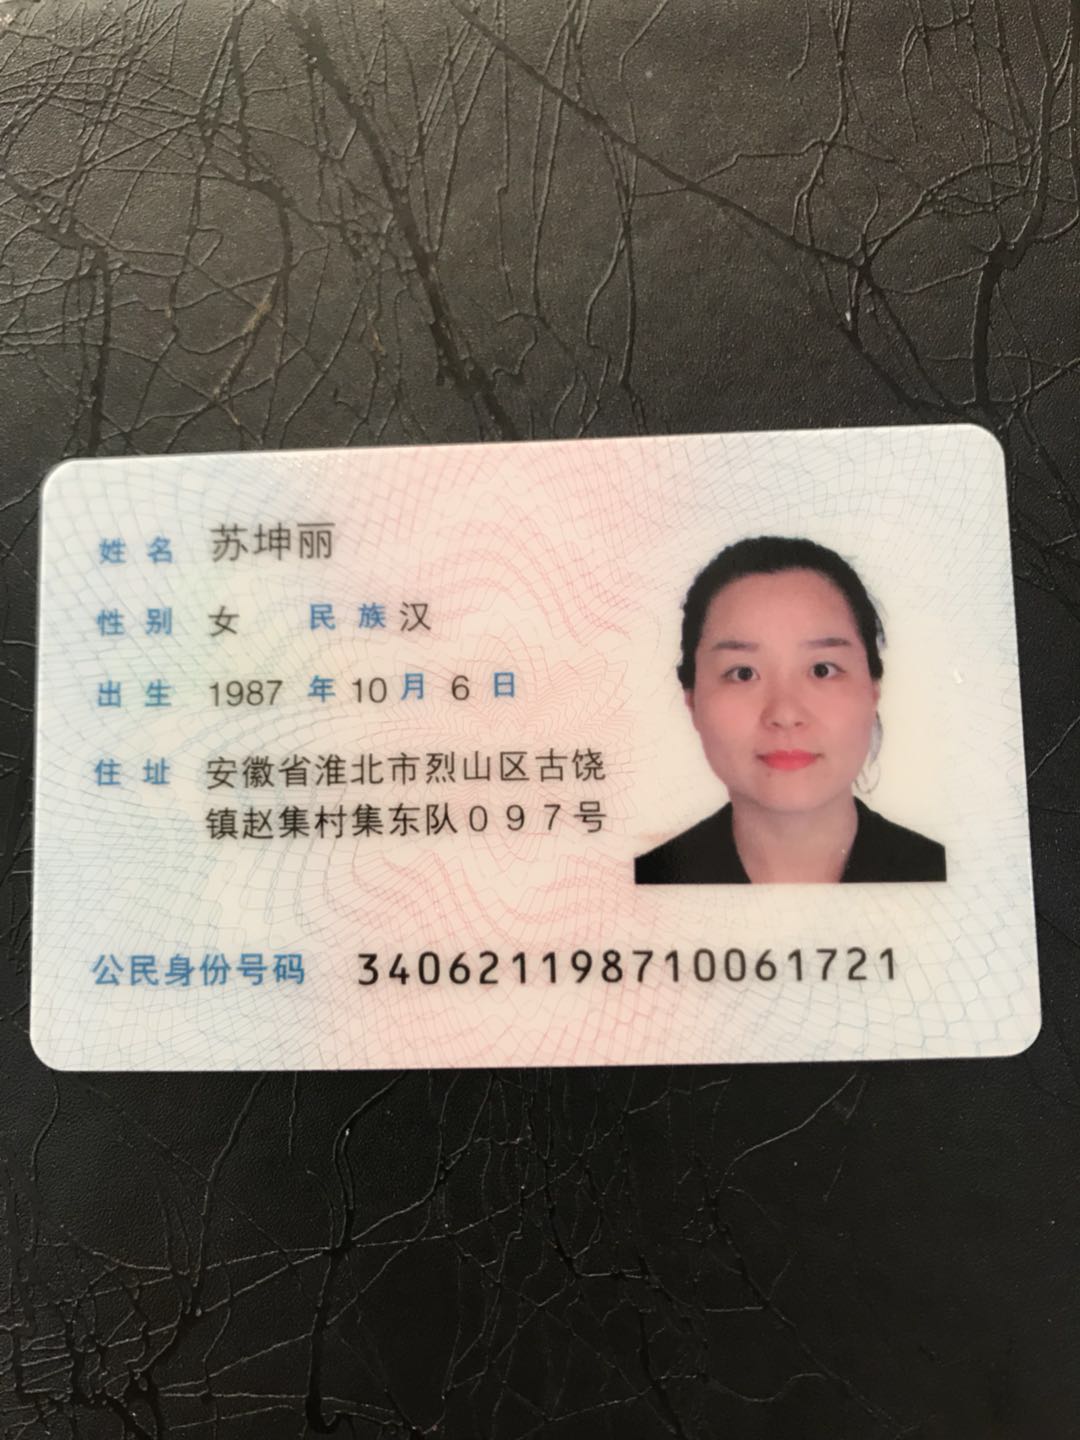 姓名 苏坤丽
性别 女 民族 汉
出生 1987 年 10 月 6 日
住址 安徽省淮北市烈山区古饶
镇赵集村集东队097号
公民身份号码 340621198710061721